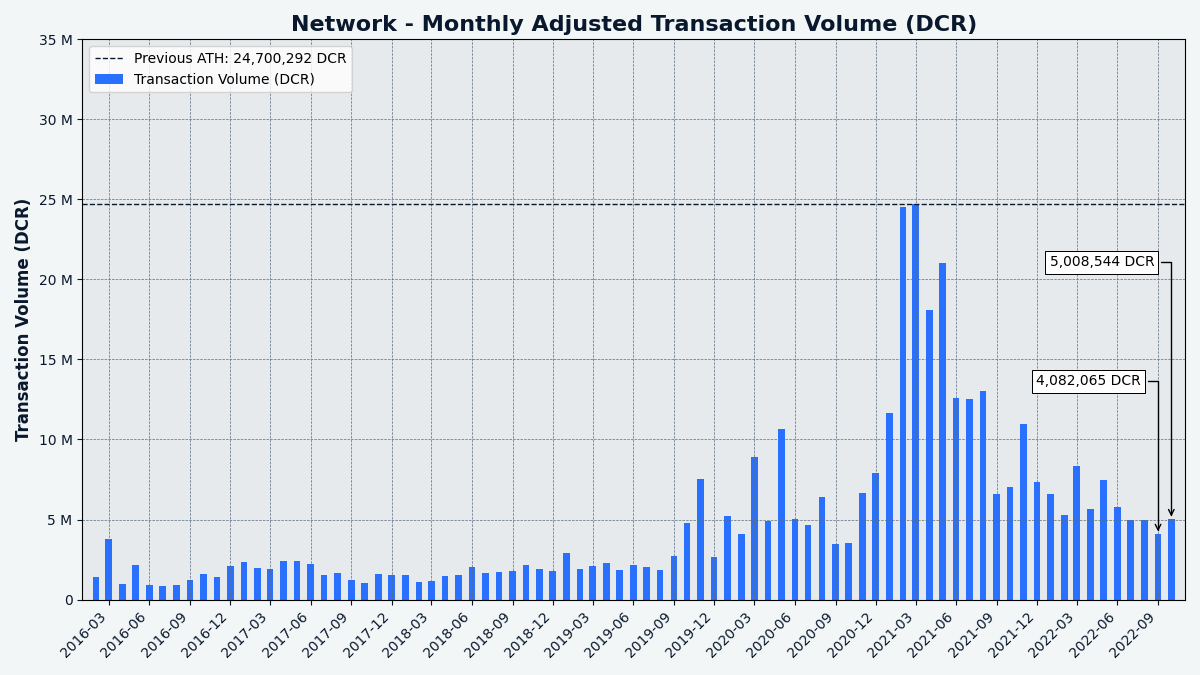 Network - Monthly Adjusted Transaction Volume (DCR)
Previous ATH: 24,700,292 DCR
Transaction Volume (DCR)
Transaction Volume (DCR)
35 M
30 M
25 M
20 M
15 M
10 M
5 M
0
5,008,544 DCR
4,082,065 DCR
2016-03
2016-06
2016-09
2016-12
2017-03
2017-06
2017-09
2017-12
2018-03
2018-06
2018-09
2018-12
2019-03
2019-06
2019-09
2019-12
2020-03
2020-06
2020-09
2020-12
2021-03
2021-06
2021-09
2021-12
2022-03
2022-06
2022-09